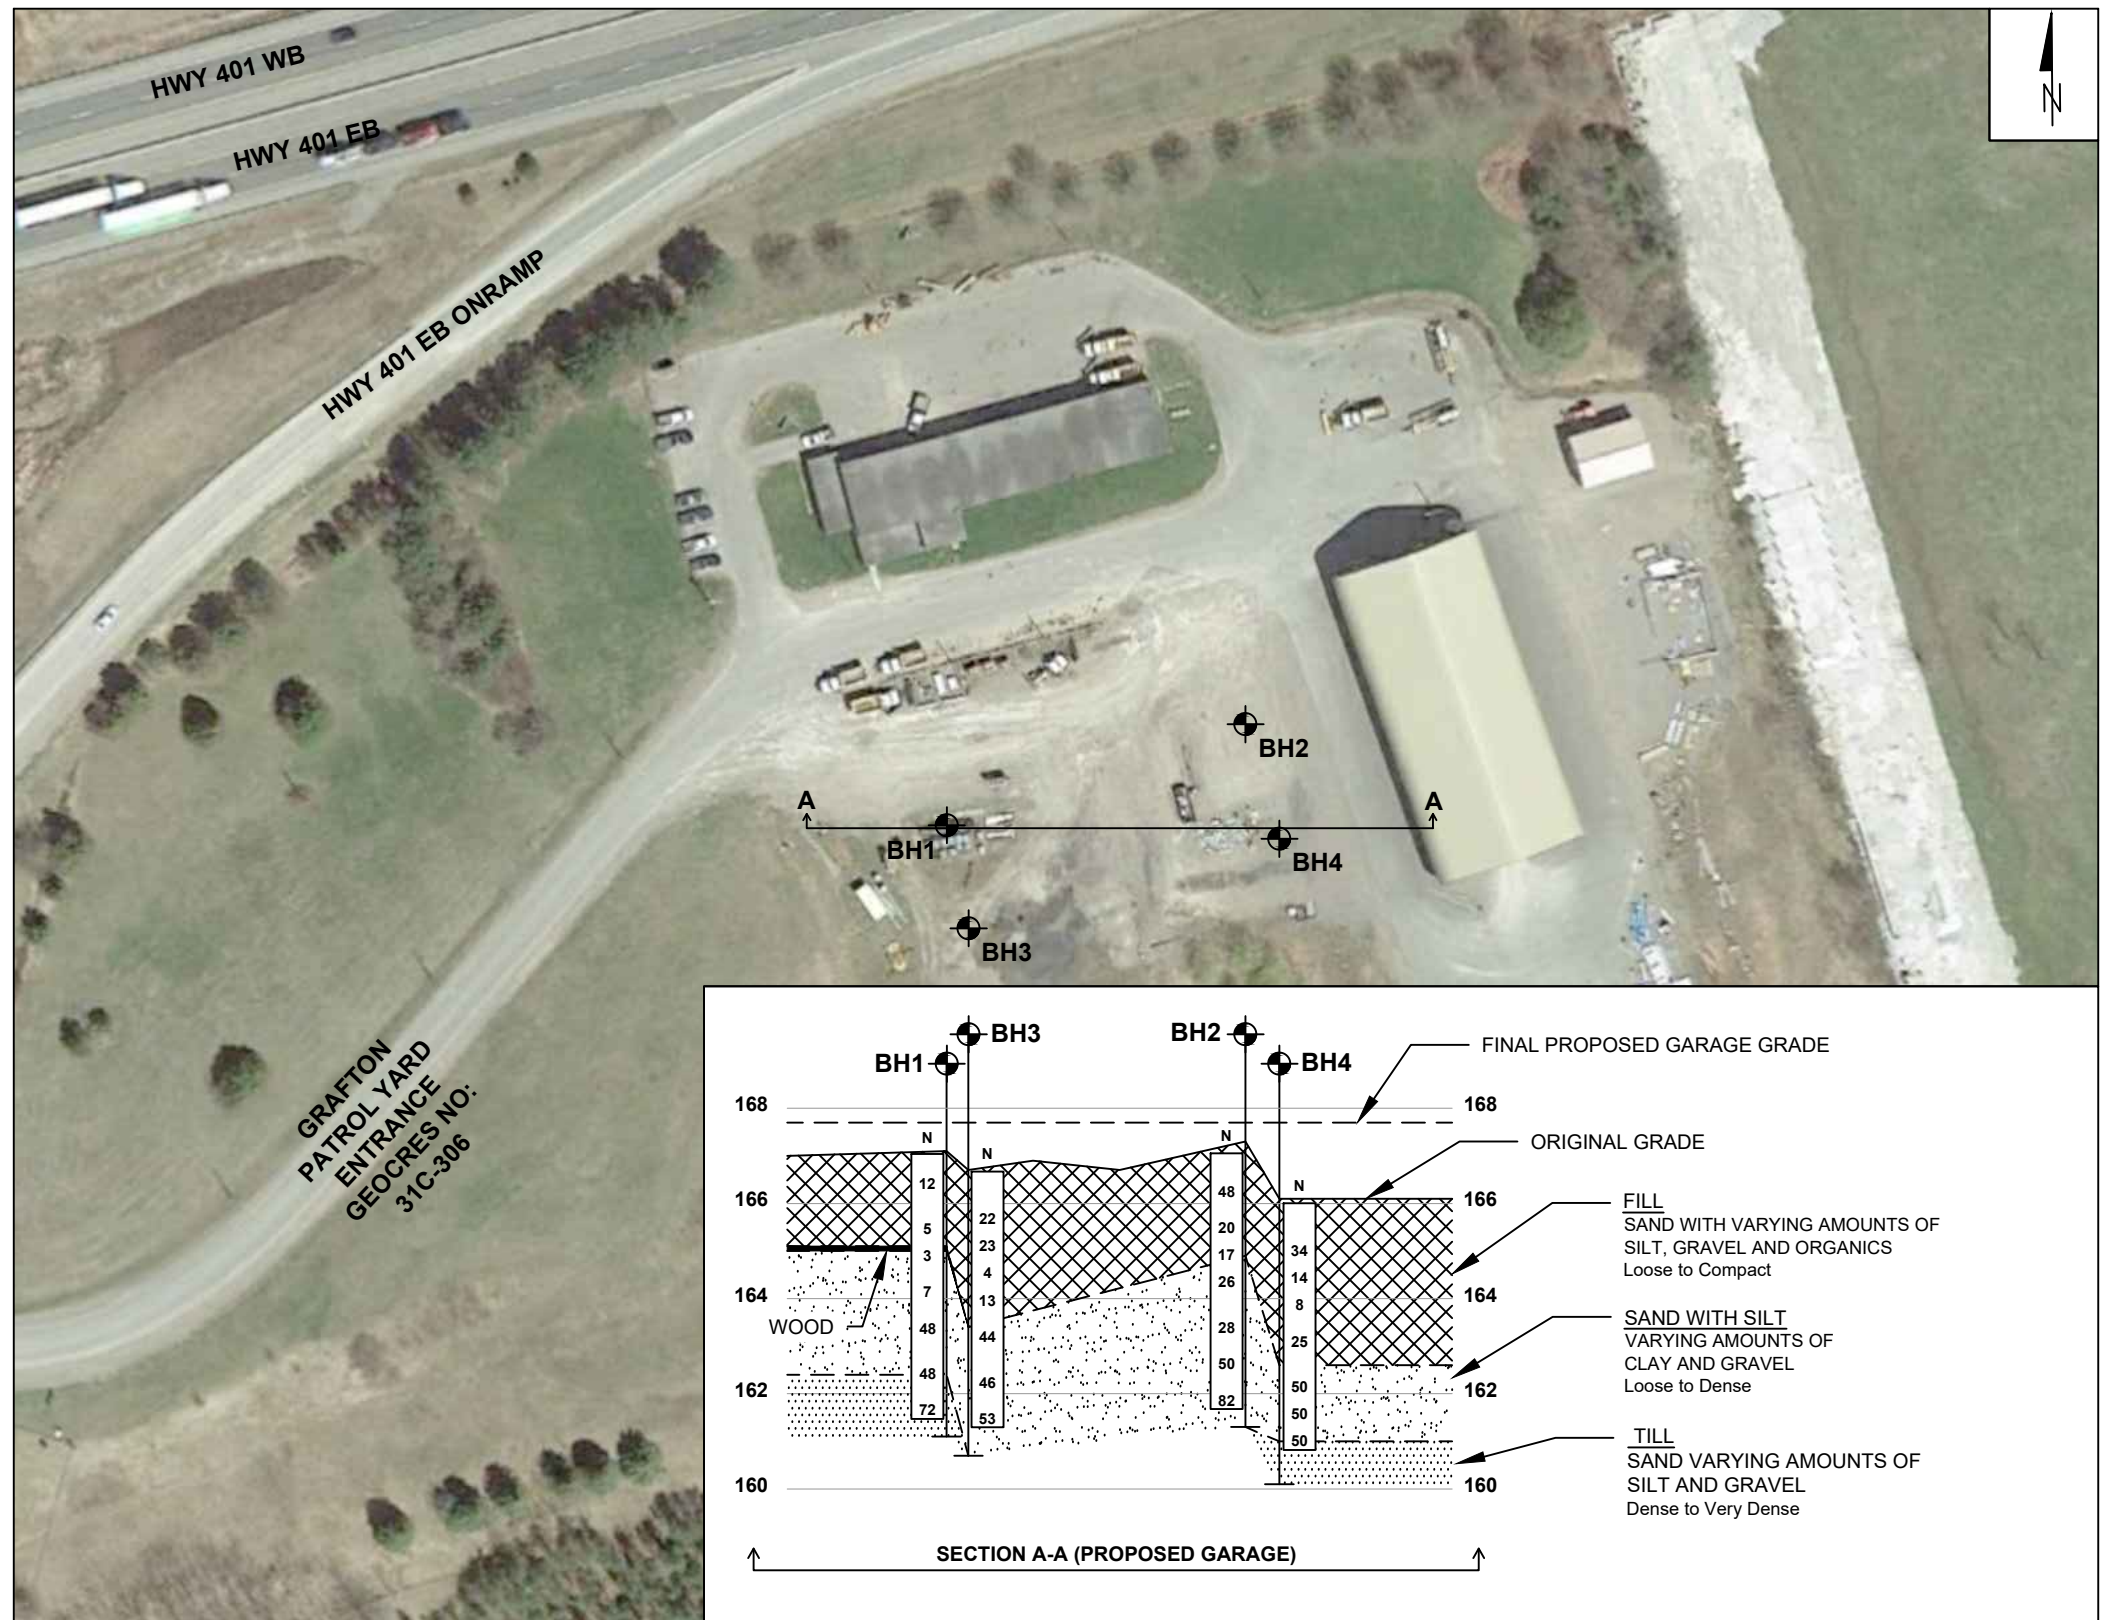 HWY 401 WB
HWY 401 EB
HWY 401 EB ONRAMP
N
BH2
A
A
BH1
BH4
BH3
GRAFTON
PATROL YARD
ENTRANCE
GEOCRES NO:
31C-306
BH3
BH2
BH1
BH4
FINAL PROPOSED GARAGE GRADE
168
168
N
N
N
N
ORIGINAL GRADE
166
166
164
164
162
162
160
160
12
5
3
7
48
48
72
22
23
4
13
44
46
53
48
20
17
26
28
50
82
34
14
8
25
50
50
50
WOOD
FILL
SAND WITH VARYING AMOUNTS OF
SILT, GRAVEL AND ORGANICS
Loose to Compact
SAND WITH SILT
VARYING AMOUNTS OF
CLAY AND GRAVEL
Loose to Dense
TILL
SAND VARYING AMOUNTS OF
SILT AND GRAVEL
Dense to Very Dense
SECTION A-A (PROPOSED GARAGE)